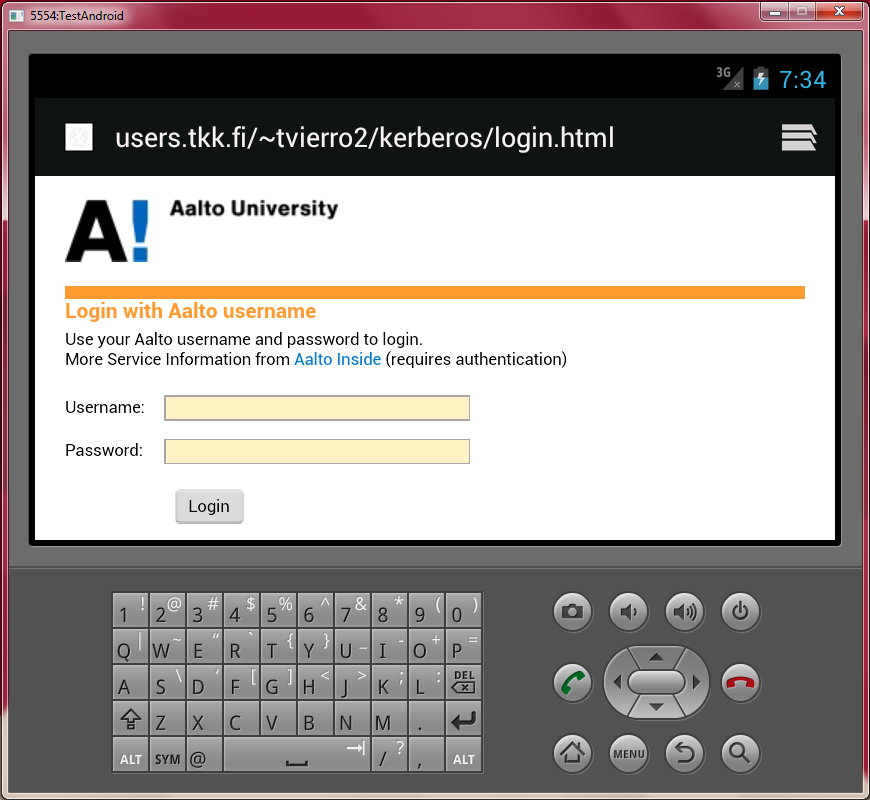 5554:TestAndroid
3G
7:34
users.tkk.fi/~tvierro2/kerberos/login.html
A!
Aalto University
Login with Aalto username
Use your Aalto username and password to login.
More Service Information from Aalto Inside (requires authentication)
Username:
Password:
Login
1 ! 2 @ 3 # 4 $ 5 % 6 ^ 7 & 8 * 9 ( 0 )
Q | W ~ E “ R ` T { Y } U _ I - O + P =
A S \ D ‘ F [ G ] H < J > K ; L : DEL
Z X C V B N M .
ALT SYM @ / ? , ALT
MENU